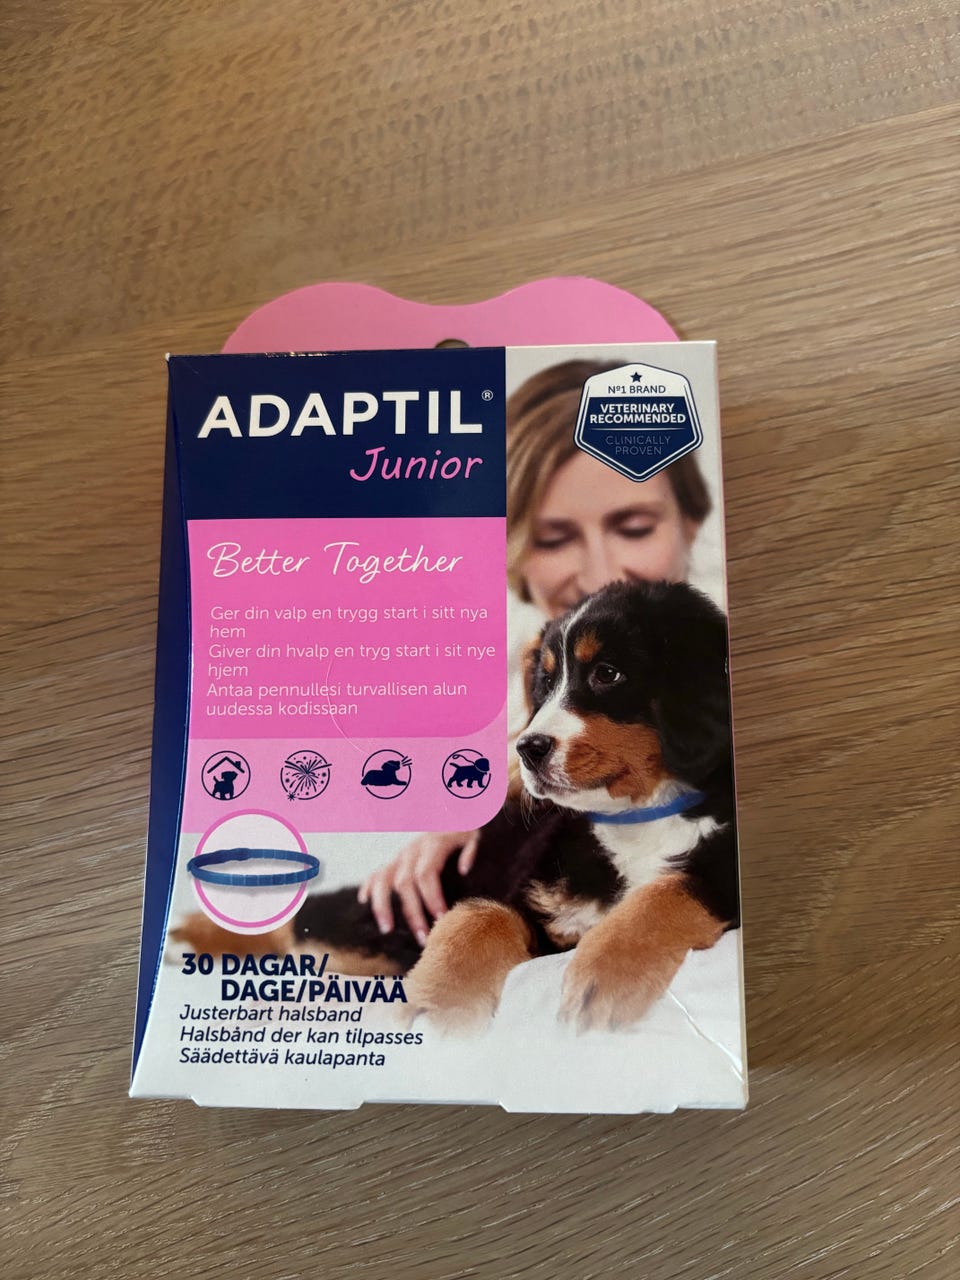 ADAPTIL®
Junior
Nº1 BRAND
VETERINARY
RECOMMENDED
CLINICALLY
PROVEN
Better Together
Ger din valp en trygg start i sitt nya
hem
Giver din hvalp en tryg start i sit nye
hjem
Antaa pennullesi turvallisen alun
uudessa kodissaan
30 DAGAR/
DAGE/PÄIVÄÄ
Justerbart halsband
Halsbånd der kan tilpasses
Säädettävä kaulapanta